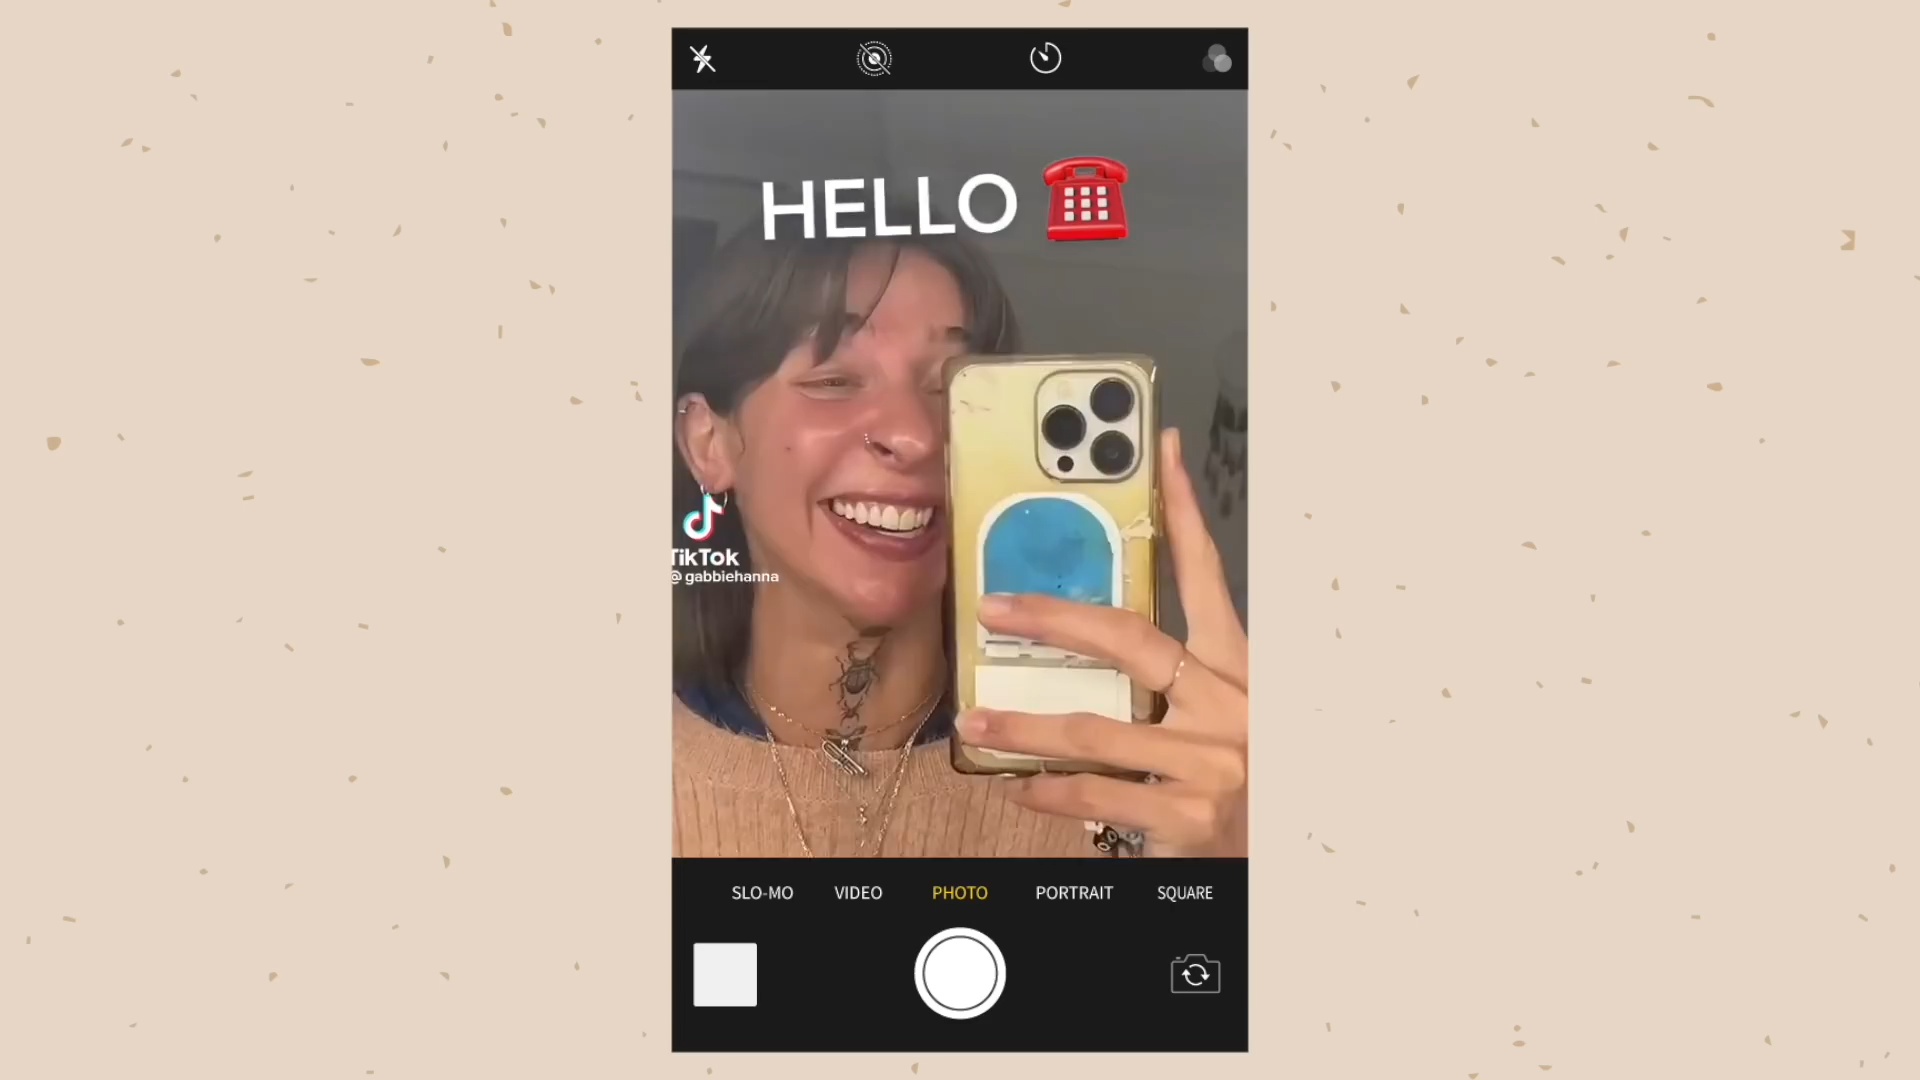 HELLO ☎️
TikTok
@ gabbiehanna
SLO-MO VIDEO PHOTO PORTRAIT SQUARE